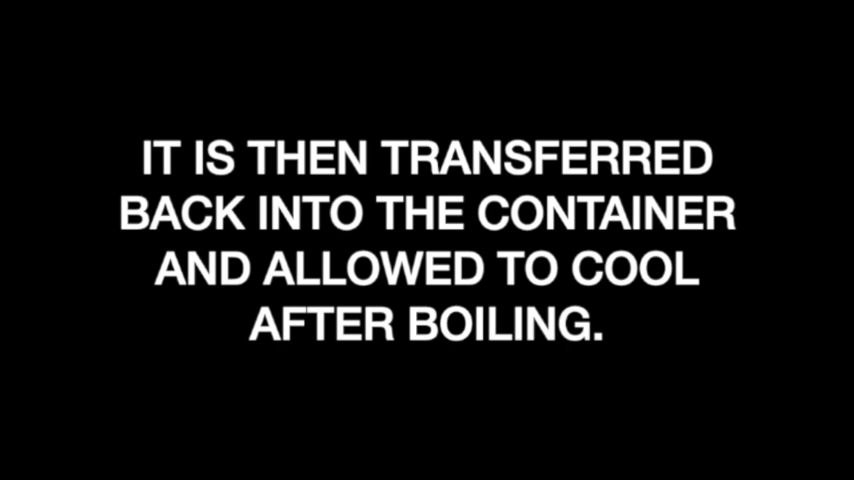 IT IS THEN TRANSFERRED
BACK INTO THE CONTAINER
AND ALLOWED TO COOL
AFTER BOILING.